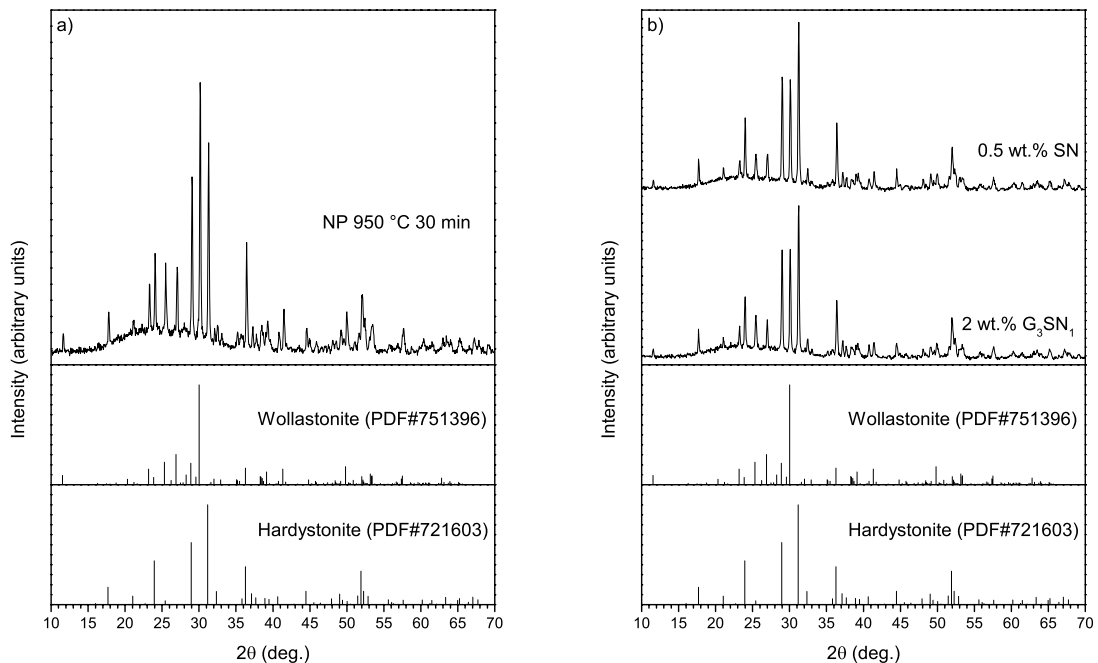 a)
NP 950 °C 30 min
Wollastonite (PDF#751396)
Hardystonite (PDF#721603)
Intensity (arbitrary units)
10 15 20 25 30 35 40 45 50 55 60 65 70
2θ (deg.)
b)
0.5 wt.% SN
2 wt.% G₃SN₁
Wollastonite (PDF#751396)
Hardystonite (PDF#721603)
Intensity (arbitrary units)
10 15 20 25 30 35 40 45 50 55 60 65 70
2θ (deg.)